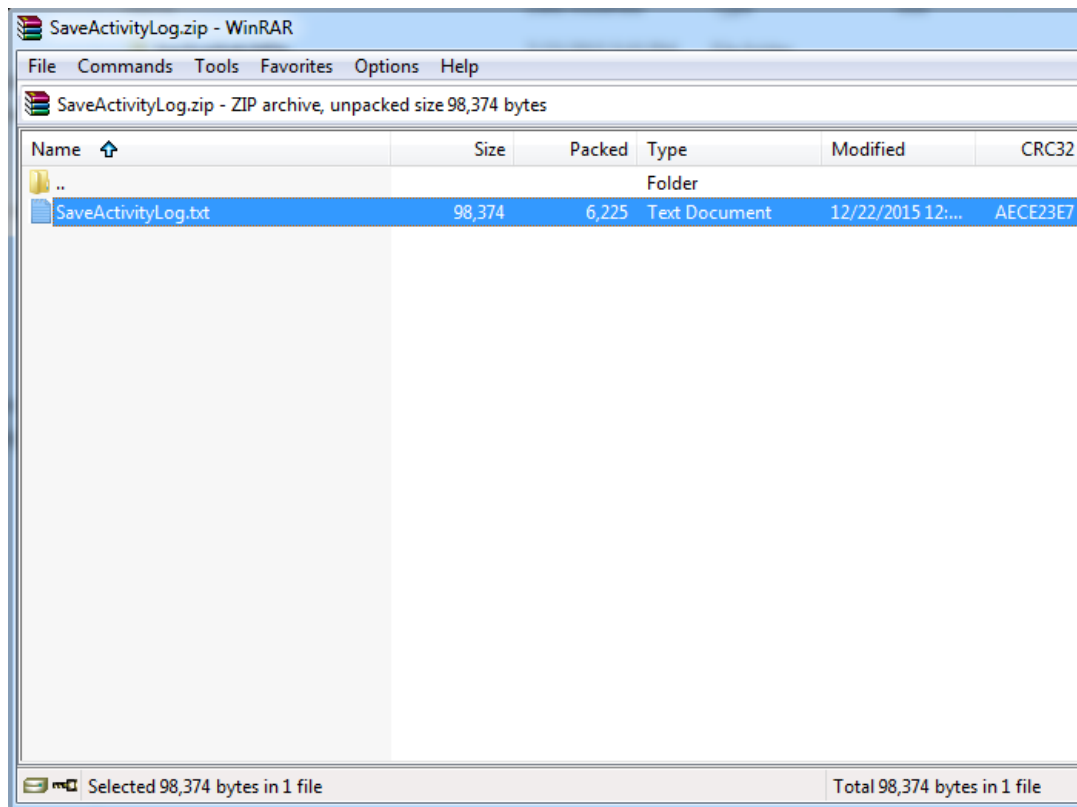 SaveActivityLog.zip - WinRAR
File Commands Tools Favorites Options Help
SaveActivityLog.zip - ZIP archive, unpacked size 98,374 bytes
Name Size Packed Type Modified CRC32
.. Folder
SaveActivityLog.txt 98,374 6,225 Text Document 12/22/2015 12:... AECE23E7
Selected 98,374 bytes in 1 file Total 98,374 bytes in 1 file